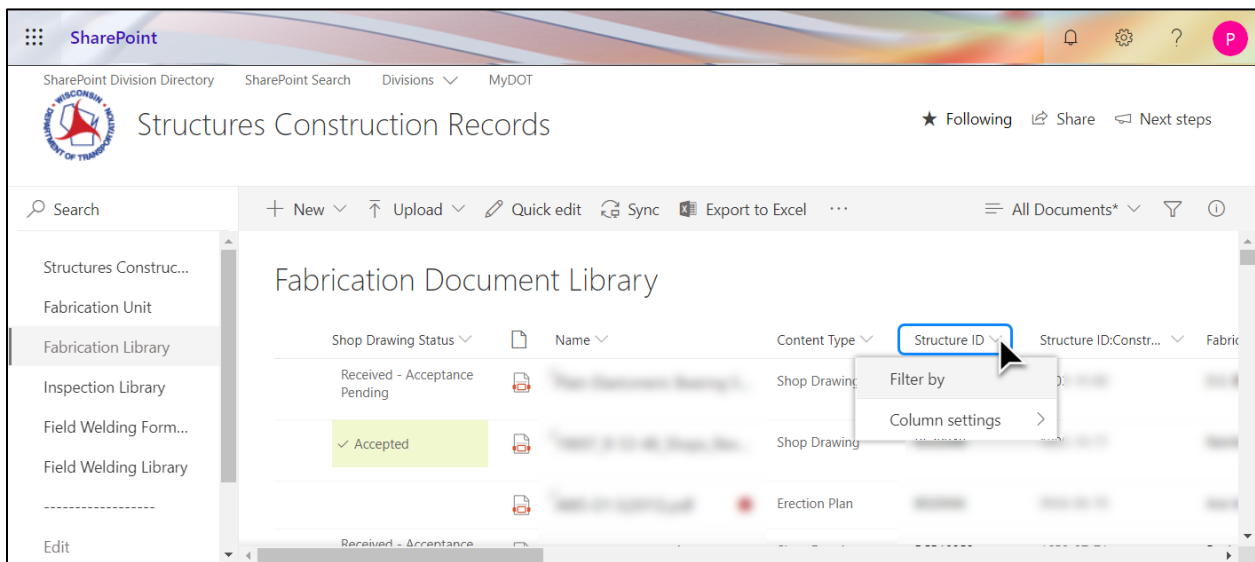 SharePoint
P
SharePoint Division Directory SharePoint Search Divisions MyDOT
WISCONSIN
DEPARTMENT OF TRANSPORTATION
Structures Construction Records
Following Share Next steps
Search
New Upload Quick edit Sync Export to Excel ...
All Documents*
Structures Construc...
Fabrication Unit
Fabrication Library
Inspection Library
Field Welding Form...
Field Welding Library
-----------------
Edit
Fabrication Document Library
Shop Drawing Status Name Content Type Structure ID Structure ID:Constr... Fabric
Received - Acceptance
Pending
Shop Drawing
Filter by
Column settings
Accepted
Shop Drawing
Erection Plan
Received - Acceptance